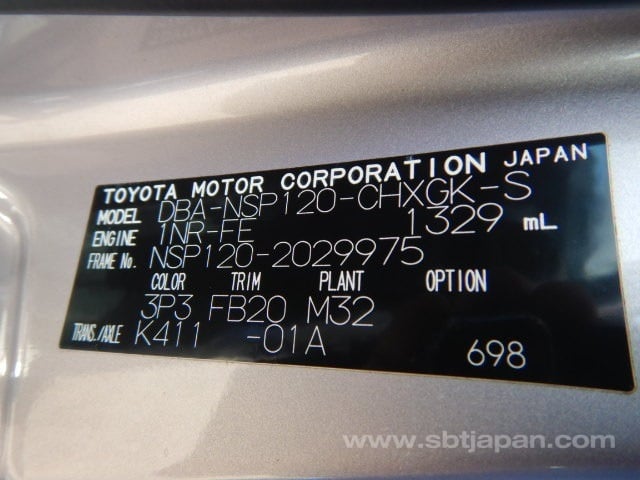 TOYOTA MOTOR CORPORATION JAPAN
MODEL DBA-NSP120-CHXGK-S
ENGINE 1NR-FE 1329 mL
FRAME No. NSP120-2029975
COLOR TRIM PLANT OPTION
3P3 FB20 M32
TRANS./AXLE K411 -01A
698
www.sbtjapan.com